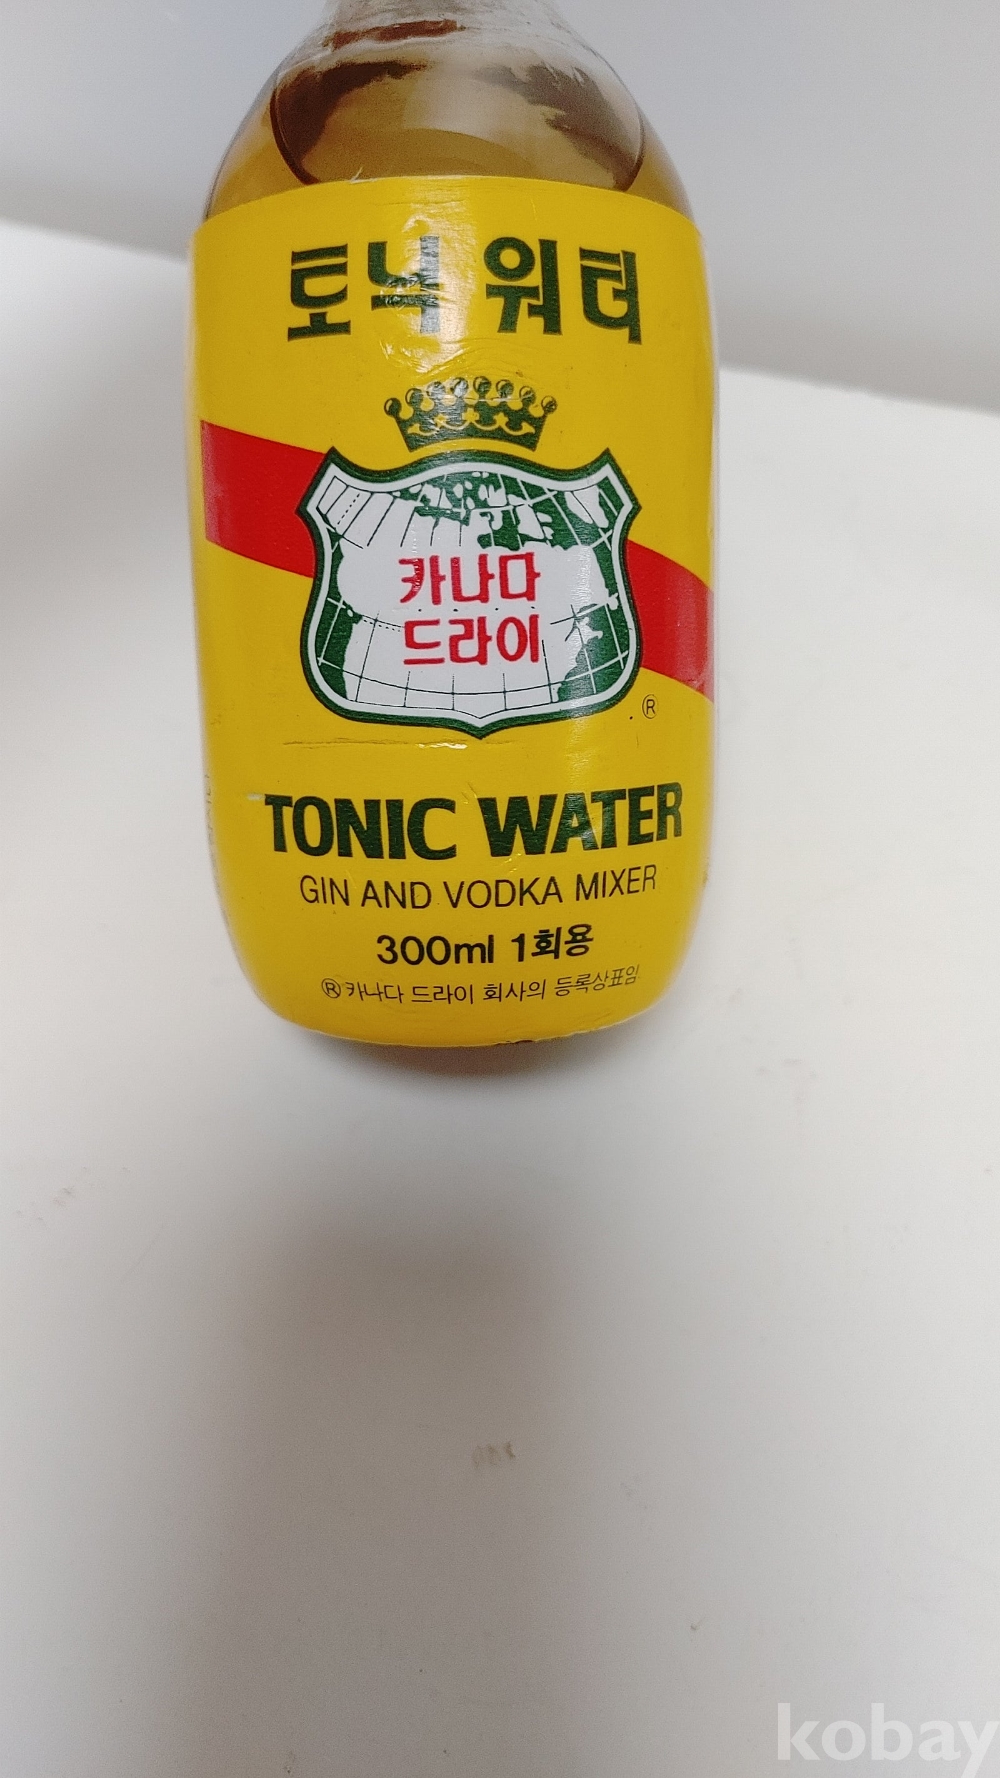 토닉 워터
카나다
드라이
®
TONIC WATER
GIN AND VODKA MIXER
300ml 1회용
®카나다 드라이 회사의 등록상표임
kobay